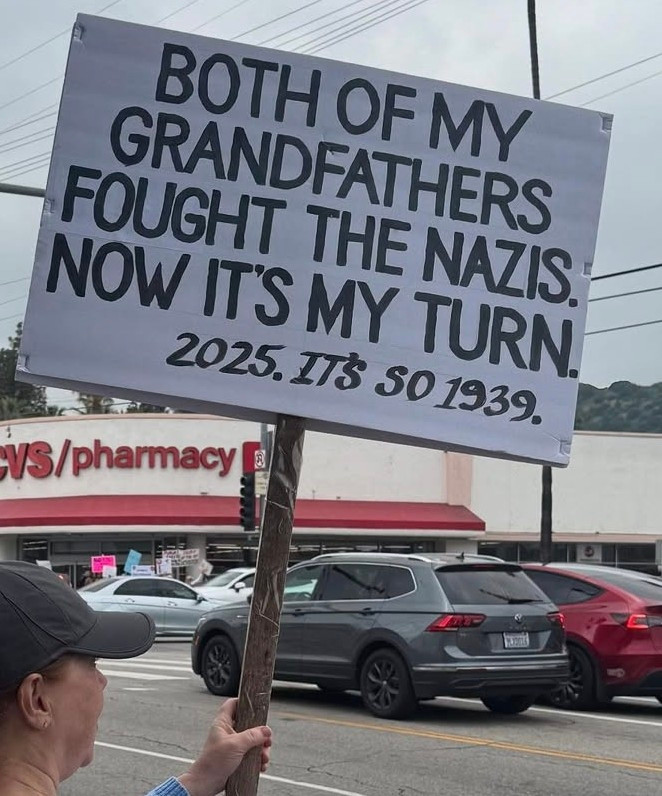 BOTH OF MY
GRANDFATHERS
FOUGHT THE NAZIS.
NOW IT'S MY TURN.
2025. IT'S SO 1939.
CVS/pharmacy